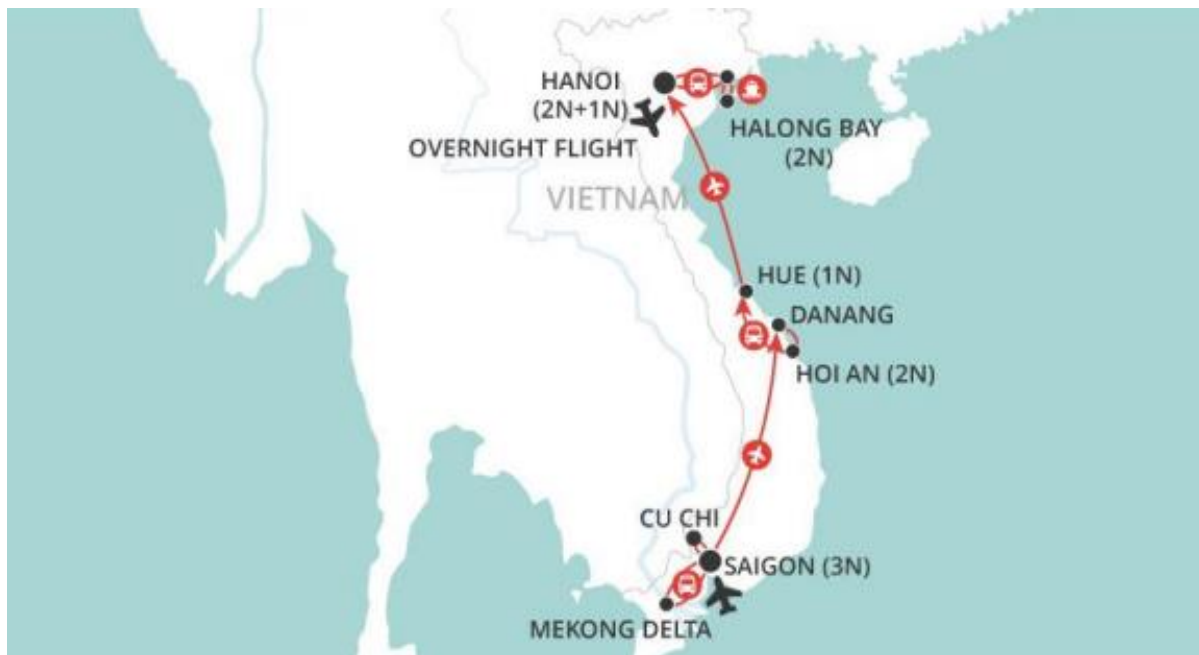 HANOI
(2N+1N)
OVERNIGHT FLIGHT
HALONG BAY
(2N)
VIETNAM
HUE (1N)
DANANG
HOI AN (2N)
CU CHI
SAIGON (3N)
MEKONG DELTA